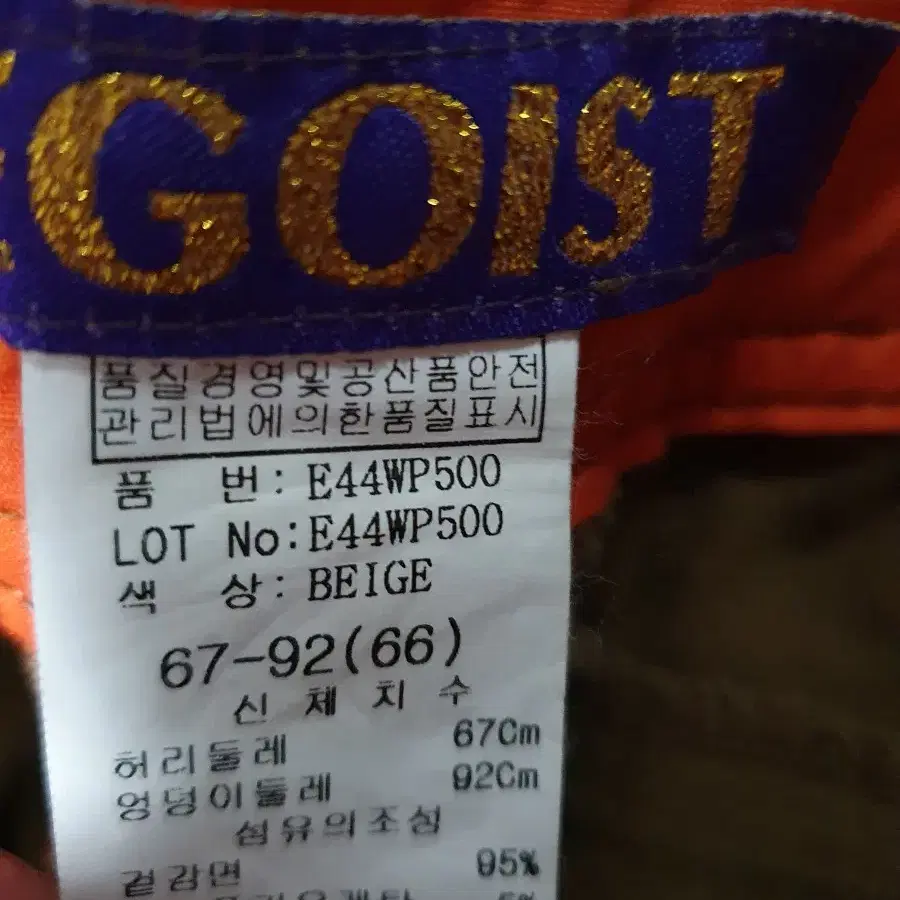 EGOIST
품질경영및공산품안전
관리법에의한품질표시
품 번: E44WP500
LOT No:E44WP500
색 상: BEIGE
67-92(66)
신체치수
허리둘레 67Cm
엉덩이둘레 92Cm
섬유의조성
겉감면 95%